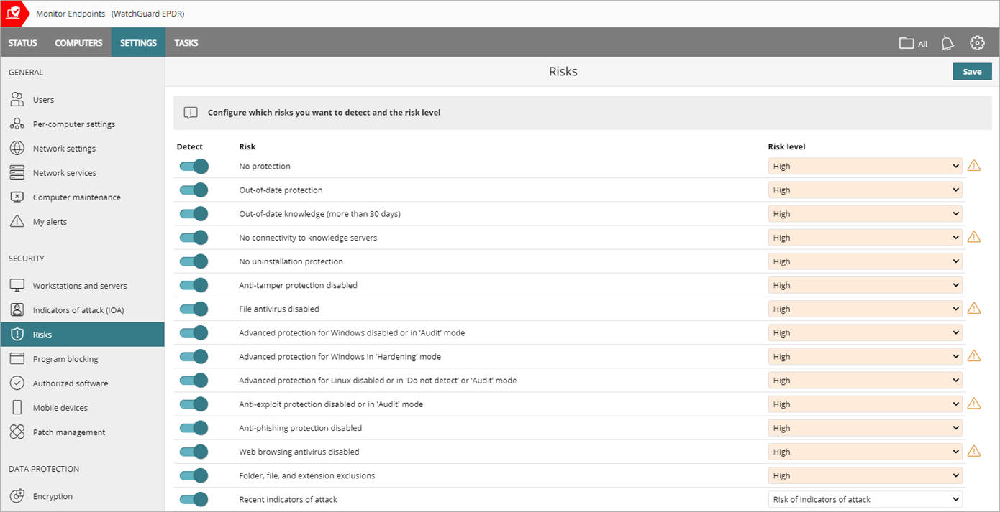 Monitor Endpoints (WatchGuard EPDR)
STATUS COMPUTERS SETTINGS TASKS All
GENERAL
Users
Per-computer settings
Network settings
Network services
Computer maintenance
My alerts
SECURITY
Workstations and servers
Indicators of attack (IOA)
Risks
Program blocking
Authorized software
Mobile devices
Patch management
DATA PROTECTION
Encryption
Risks Save
Configure which risks you want to detect and the risk level
Detect Risk Risk level
No protection High
Out-of-date protection High
Out-of-date knowledge (more than 30 days) High
No connectivity to knowledge servers High
No uninstallation protection High
Anti-tamper protection disabled High
File antivirus disabled High
Advanced protection for Windows disabled or in ‘Audit’ mode High
Advanced protection for Windows in ‘Hardening’ mode High
Advanced protection for Linux disabled or in 'Do not detect’ or ‘Audit’ mode High
Anti-exploit protection disabled or in 'Audit' mode High
Anti-phishing protection disabled High
Web browsing antivirus disabled High
Folder, file, and extension exclusions High
Recent indicators of attack Risk of indicators of attack